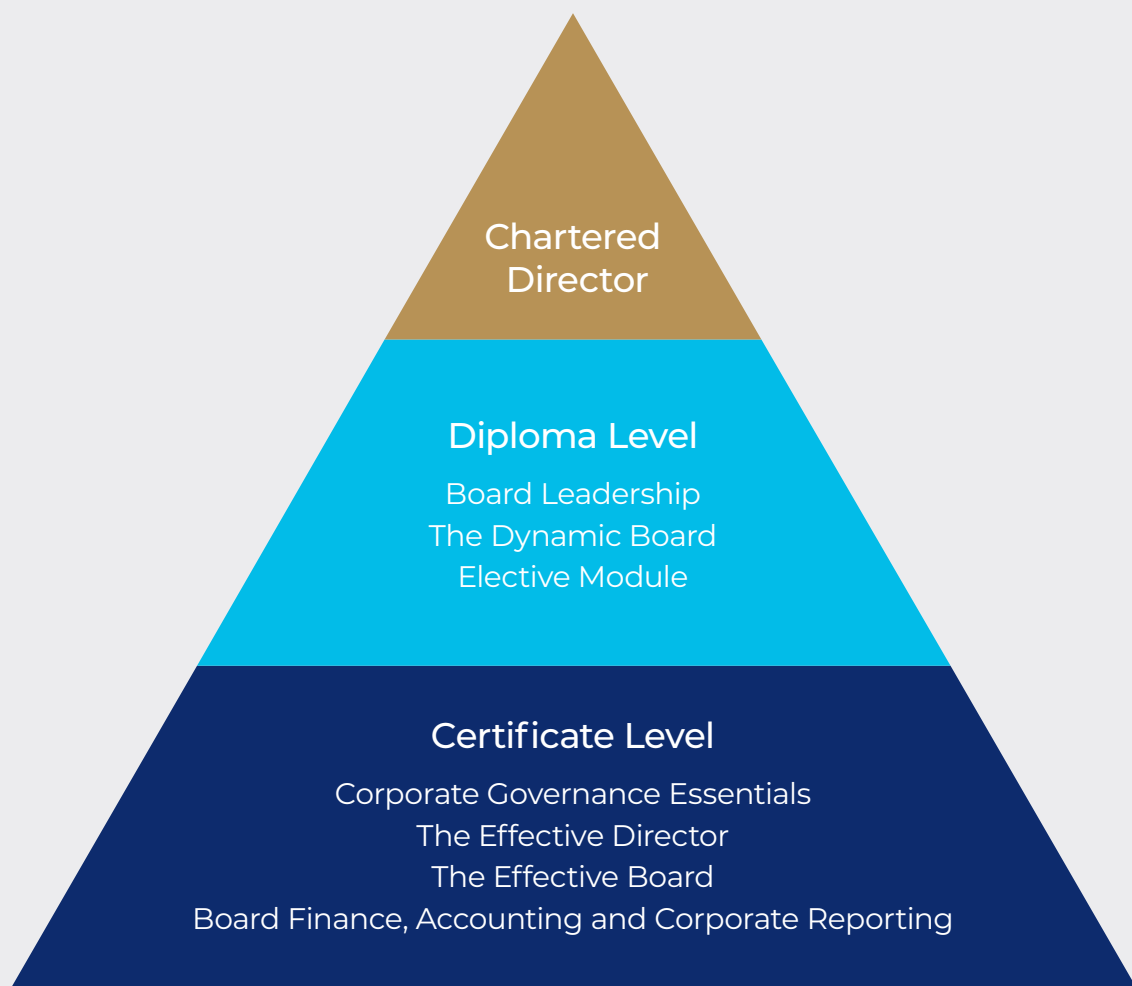 Chartered
Director
Diploma Level
Board Leadership
The Dynamic Board
Elective Module
Certificate Level
Corporate Governance Essentials
The Effective Director
The Effective Board
Board Finance, Accounting and Corporate Reporting